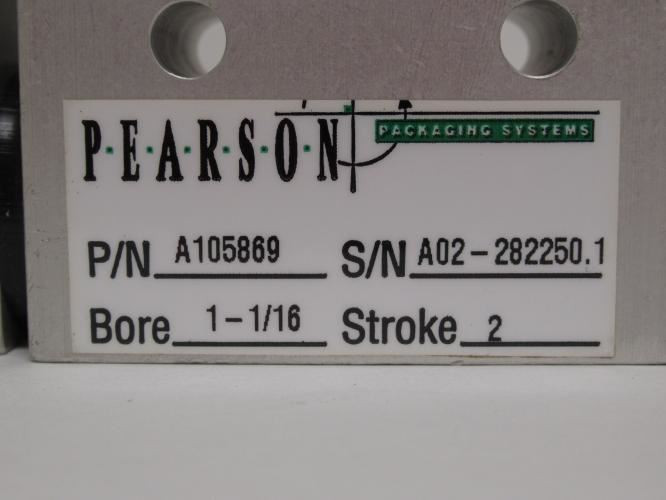 P·E·A·R·S·O·N PACKAGING SYSTEMS
P/N A105869 S/N A02-282250.1
Bore 1-1/16 Stroke 2